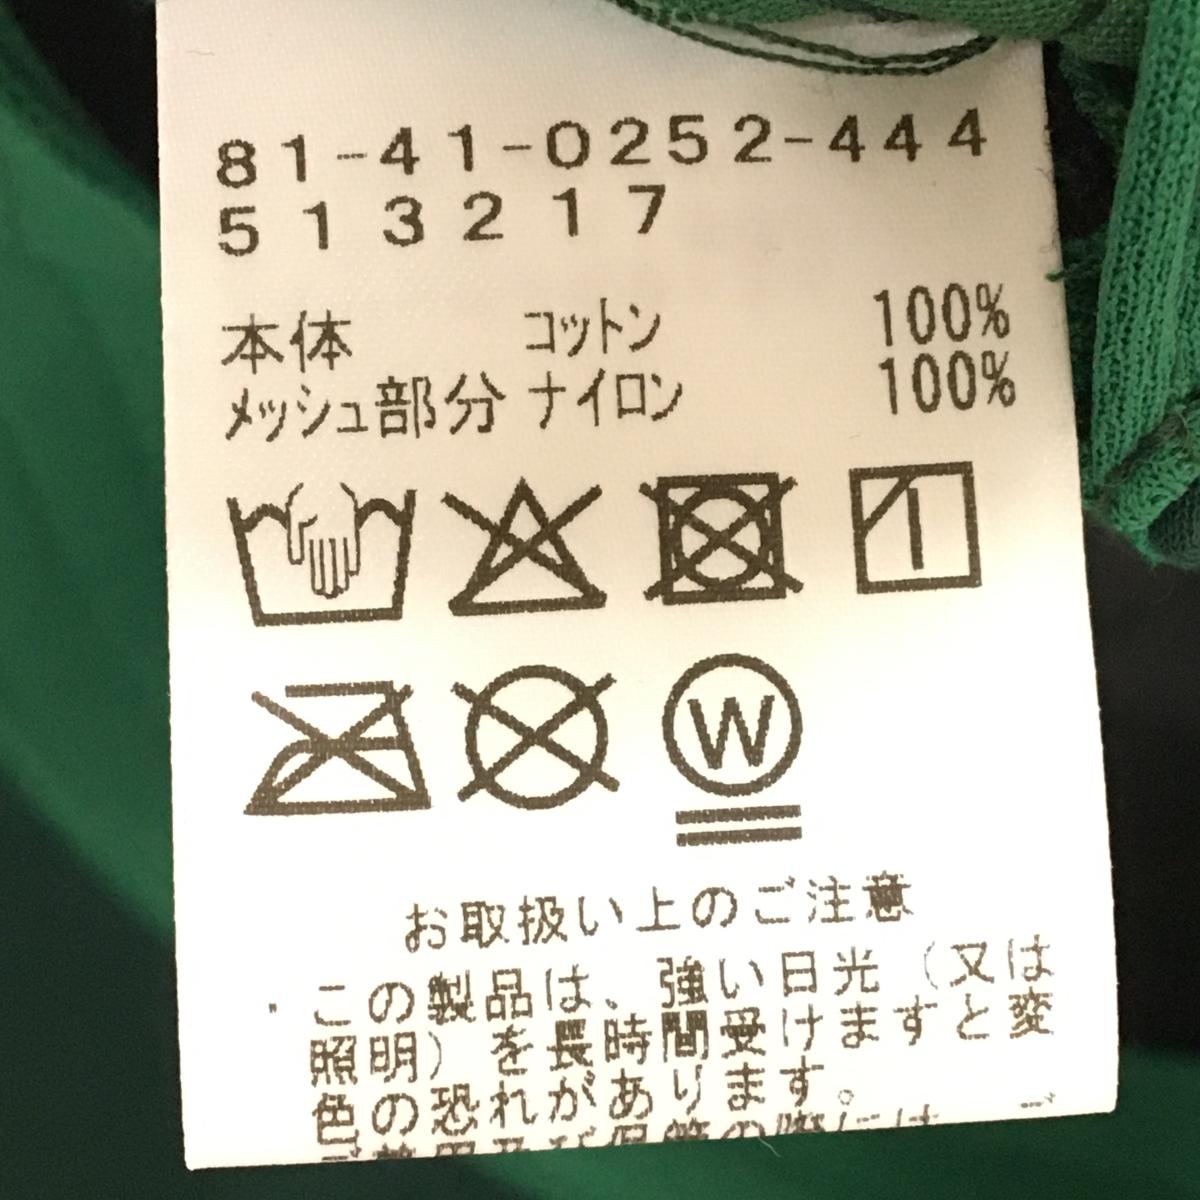 81-41-0252-444
513217
本体 コットン 100%
メッシュ部分 ナイロン 100%
W
お取扱い上のご注意
・この製品は、強い日光（又は
照明）を長時間受けますと変
色の恐れがあります。